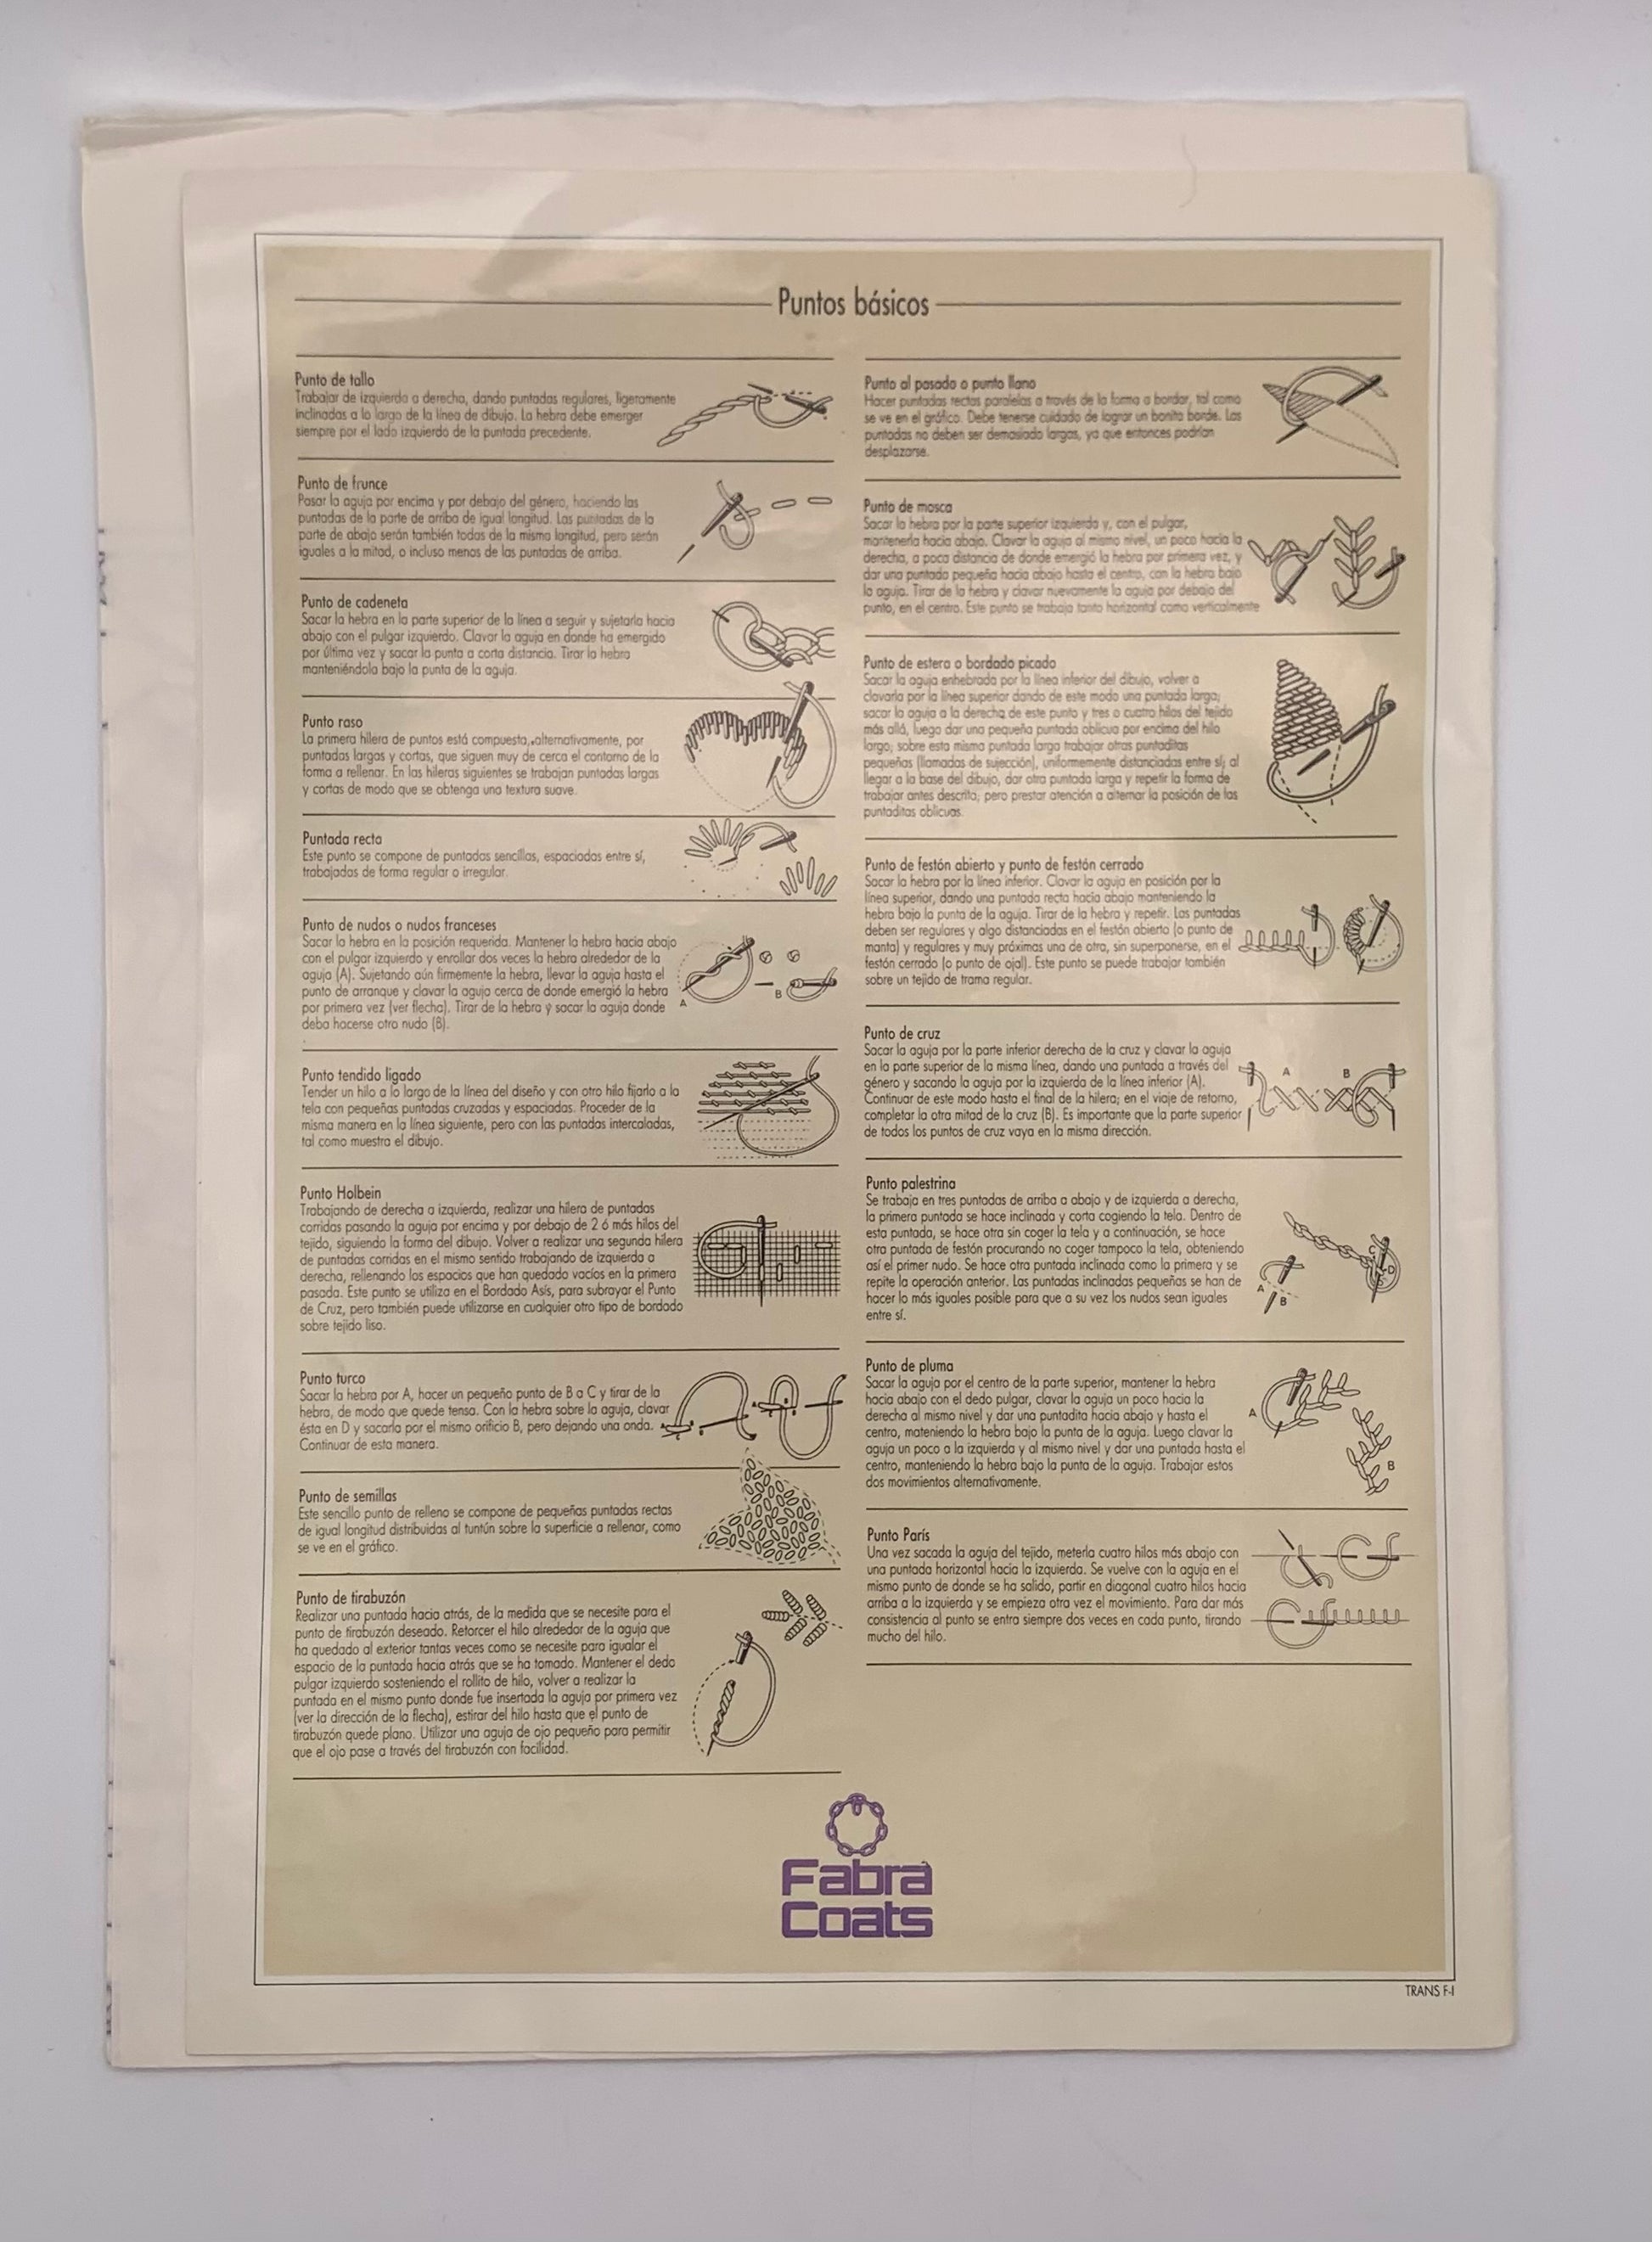 Puntos básicos
Punto de tallo
Trabajar de izquierda a derecha, dando puntadas regulares, ligeramente
inclinadas a lo largo de la línea de dibujo. La hebra debe emerger
siempre por el lado izquierdo de la puntada precedente.
Punto de frunce
Pasar la aguja por encima y por debajo del género, haciendo las
puntadas de la parte de arriba de igual longitud. Las puntadas de la
parte de abajo serán también todas de la misma longitud, pero serán
iguales a la mitad, o incluso menos de las puntadas de arriba.
Punto de cadeneta
Sacar la hebra en la parte superior de la línea a seguir y sujetarla hacia
abajo con el pulgar izquierdo. Clavar la aguja en donde ha emergido
por última vez y sacar la punta a corta distancia. Tirar la hebra
manteniéndola bajo la punta de la aguja.
Punto raso
La primera hilera de puntos está compuesta, alternativamente, por
puntadas largas y cortas, que siguen muy de cerca el contorno de la
forma a rellenar. En las hileras siguientes se trabajan puntadas largas
y cortas de modo que se obtenga una textura suave.
Puntada recta
Este punto se compone de puntadas sencillas, espaciadas entre sí,
trabajadas de forma regular o irregular.
Punto de nudos o nudos franceses
Sacar la hebra en la posición requerida. Mantener la hebra hacia abajo
con el pulgar izquierdo y enrollar dos veces la hebra alrededor de la
aguja (A). Sujetando aún firmemente la hebra, llevar la aguja hasta el
punto de arranque y clavar la aguja cerca de donde emergió la hebra
por primera vez (ver flecha). Tirar de la hebra y sacar la aguja donde
deba hacerse otro nudo (B).
A
B
Punto tendido ligado
Tender un hilo a lo largo de la línea del diseño y con otro hilo fijarlo a la
tela con pequeñas puntadas cruzadas y espaciadas. Proceder de la
misma manera en la línea siguiente, pero con las puntadas intercaladas,
tal como muestra el dibujo.
Punto Holbein
Trabajando de derecha a izquierda, realizar una hilera de puntadas
corridas pasando la aguja por encima y por debajo de 2 ó más hilos del
tejido, siguiendo la forma del dibujo. Volver a realizar una segunda hilera
de puntadas corridas en el mismo sentido trabajando de izquierda a
derecha, rellenando los espacios que han quedado vacíos en la primera
pasada. Este punto se utiliza en el Bordado Asís, para subrayar el Punto
de Cruz, pero también puede utilizarse en cualquier otro tipo de bordado
sobre tejido liso.
Punto turco
Sacar la hebra por A, hacer un pequeño punto de B a C y tirar de la
hebra, de modo que quede tensa. Con la hebra sobre la aguja, clavar
ésta en D y sacarla por el mismo orificio B, pero dejando una onda.
Continuar de esta manera.
Punto de semillas
Este sencillo punto de relleno se compone de pequeñas puntadas rectas
de igual longitud distribuidas al tuntún sobre la superficie a rellenar, como
se ve en el gráfico.
Punto de tirabuzón
Realizar una puntada hacia atrás, de la medida que se necesite para el
punto de tirabuzón deseado. Retorcer el hilo alrededor de la aguja que
ha quedado al exterior tantas veces como se necesite para igualar el
espacio de la puntada hacia atrás que se ha tomado. Mantener el dedo
pulgar izquierdo sosteniendo el rollito de hilo, volver a realizar la
puntada en el mismo punto donde fue insertada la aguja por primera vez
(ver la dirección de la flecha), estirar del hilo hasta que el punto de
tirabuzón quede plano. Utilizar una aguja de ojo pequeño para permitir
que el ojo pase a través del tirabuzón con facilidad.
Punto al pasado o punto llano
Hacer puntadas rectas paralelas a través de la forma a bordar, tal como
se ve en el gráfico. Debe tenerse cuidado de lograr un bonito borde. Las
puntadas no deben ser demasiado largas, ya que entonces podrían
desplazarse.
Punto de mosca
Sacar la hebra por la parte superior izquierda y, con el pulgar,
mantenerla hacia abajo. Clavar la aguja al mismo nivel, un poco hacia la
derecha, a poca distancia de donde emergió la hebra por primera vez, y
dar una puntada pequeña hacia abajo hasta el centro, con la hebra bajo
la aguja. Tirar de la hebra y clavar nuevamente la aguja por debajo del
punto, en el centro. Este punto se trabaja tanto horizontal como verticalmente
Punto de estera o bordado picado
Sacar la aguja enhebrada por la línea inferior del dibujo, volver a
clavarla por la línea superior dando de este modo una puntada larga;
sacar la aguja a la derecha de este punto y tres o cuatro hilos del tejido
más allá, luego dar una pequeña puntada oblicua por encima del hilo
largo; sobre esta misma puntada larga trabajar otras puntaditas
pequeñas (llamadas de sujección), uniformemente distanciadas entre sí; al
llegar a la base del dibujo, dar otra puntada larga y repetir la forma de
trabajar antes descrita, pero prestar atención a alternar la posición de las
puntaditas oblicuas.
Punto de festón abierto y punto de festón cerrado
Sacar la hebra por la línea inferior. Clavar la aguja en posición por la
línea superior, dando una puntada recta hacia abajo manteniendo la
hebra bajo la punta de la aguja. Tirar de la hebra y repetir. Las puntadas
deben ser regulares y algo distanciadas en el festón abierto (o punto de
manta) y regulares y muy próximas una de otra, sin superponerse, en el
festón cerrado (o punto de ojal). Este punto se puede trabajar también
sobre un tejido de trama regular.
Punto de cruz
Sacar la aguja por la parte inferior derecha de la cruz y clavar la aguja
en la parte superior de la misma línea, dando una puntada a través del
género y sacando la aguja por la izquierda de la línea inferior (A).
Continuar de este modo hasta el final de la hilera; en el viaje de retorno,
completar la otra mitad de la cruz (B). Es importante que la parte superior
de todos los puntos de cruz vaya en la misma dirección.
A B
Punto palestrina
Se trabaja en tres puntadas de arriba a abajo y de izquierda a derecha,
la primera puntada se hace inclinada y corta cogiendo la tela. Dentro de
esta puntada, se hace otra sin coger la tela y a continuación, se hace
otra puntada de festón procurando no coger tampoco la tela, obteniendo
así el primer nudo. Se hace otra puntada inclinada como la primera y se
repite la operación anterior. Las puntadas inclinadas pequeñas se han de
hacer lo más iguales posible para que a su vez los nudos sean iguales
entre sí.
A
B
D
Punto de pluma
Sacar la aguja por el centro de la parte superior, mantener la hebra
hacia abajo con el dedo pulgar, clavar la aguja un poco hacia la
derecha al mismo nivel y dar una puntadita hacia abajo y hasta el
centro, mateniendo la hebra bajo la punta de la aguja. Luego clavar la
aguja un poco a la izquierda y al mismo nivel y dar una puntada hasta el
centro, manteniendo la hebra bajo la punta de la aguja. Trabajar estos
dos movimientos alternativamente.
A
B
Punto París
Una vez sacada la aguja del tejido, meterla cuatro hilos más abajo con
una puntada horizontal hacia la izquierda. Se vuelve con la aguja en el
mismo punto de donde se ha salido, partir en diagonal cuatro hilos hacia
arriba a la izquierda y se empieza otra vez el movimiento. Para dar más
consistencia al punto se entra siempre dos veces en cada punto, tirando
mucho del hilo.
Fabra
Coats
TRANS F-I